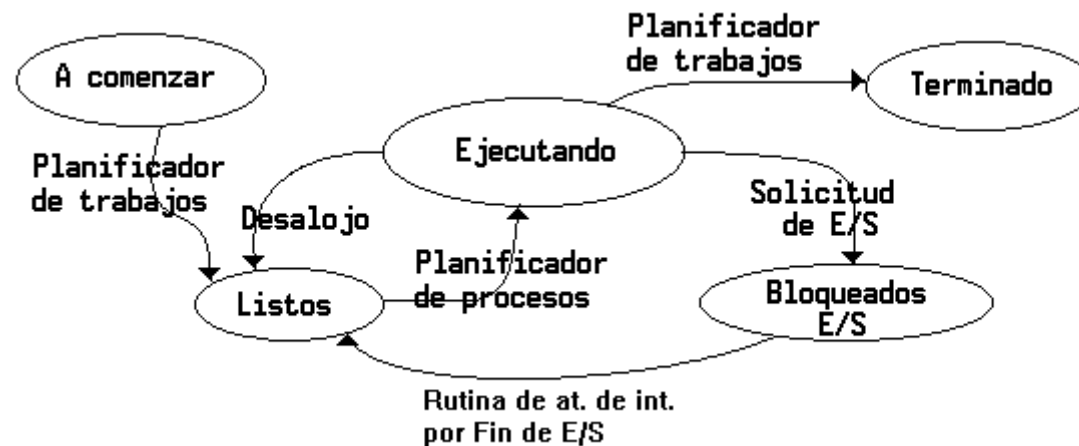 Planificador
de trabajos
A comenzar
Terminado
Ejecutando
Planificador
de trabajos
Desalojo
Solicitud
de E/S
Planificador
de procesos
Listos
Bloqueados
E/S
Rutina de at. de int.
por Fin de E/S